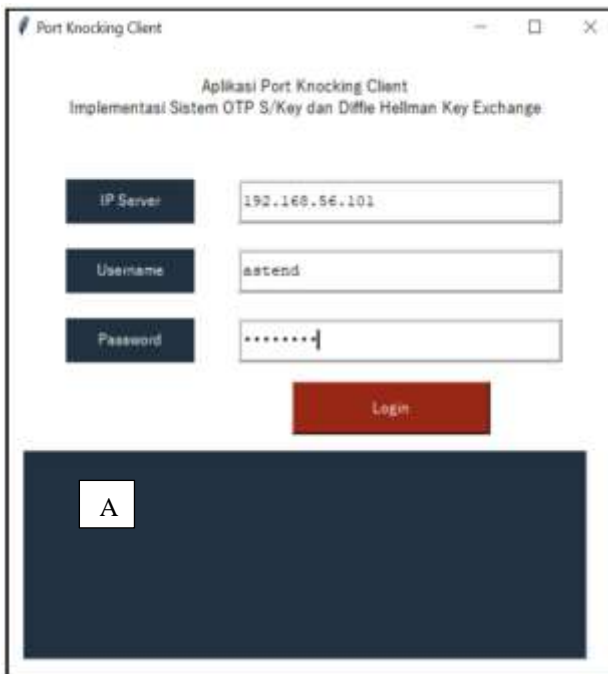 Port Knocking Client
Aplikasi Port Knocking Client
Implementasi Sistem OTP S/Key dan Diffie Hellman Key Exchange
IP Server 192.168.56.101
Username astend
Password ••••••••
Login
A